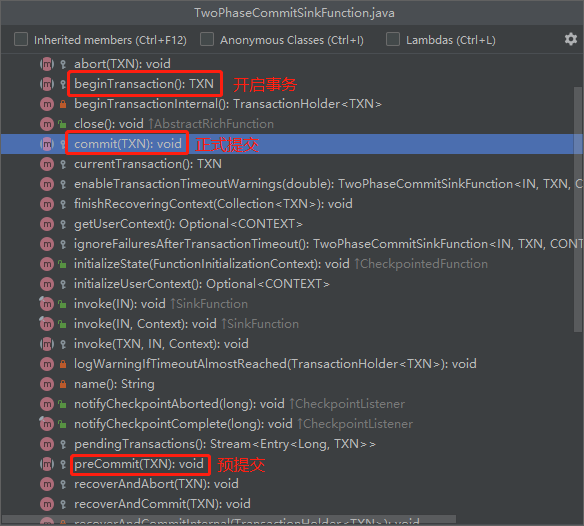 TwoPhaseCommitSinkFunction.java
Inherited members (Ctrl+F12) Anonymous Classes (Ctrl+I) Lambdas (Ctrl+L)
abort(TXN): void
beginTransaction(): TXN 开启事务
beginTransactionInternal(): TransactionHolder<TXN>
close(): void ↑AbstractRichFunction
commit(TXN): void 正式提交
currentTransaction(): TXN
enableTransactionTimeoutWarnings(double): TwoPhaseCommitSinkFunction<IN, TXN, C
finishRecoveringContext(Collection<TXN>): void
getUserContext(): Optional<CONTEXT>
ignoreFailuresAfterTransactionTimeout(): TwoPhaseCommitSinkFunction<IN, TXN, CONT
initializeState(FunctionInitializationContext): void ↑CheckpointedFunction
initializeUserContext(): Optional<CONTEXT>
invoke(IN): void ↑SinkFunction
invoke(IN, Context): void ↑SinkFunction
invoke(TXN, IN, Context): void
logWarningIfTimeoutAlmostReached(TransactionHolder<TXN>): void
name(): String
notifyCheckpointAborted(long): void ↑CheckpointListener
notifyCheckpointComplete(long): void ↑CheckpointListener
pendingTransactions(): Stream<Entry<Long, TXN>>
preCommit(TXN): void 预提交
recoverAndAbort(TXN): void
recoverAndCommit(TXN): void
recoverAndCommitInternal(TransactionHolder<TXN>): void